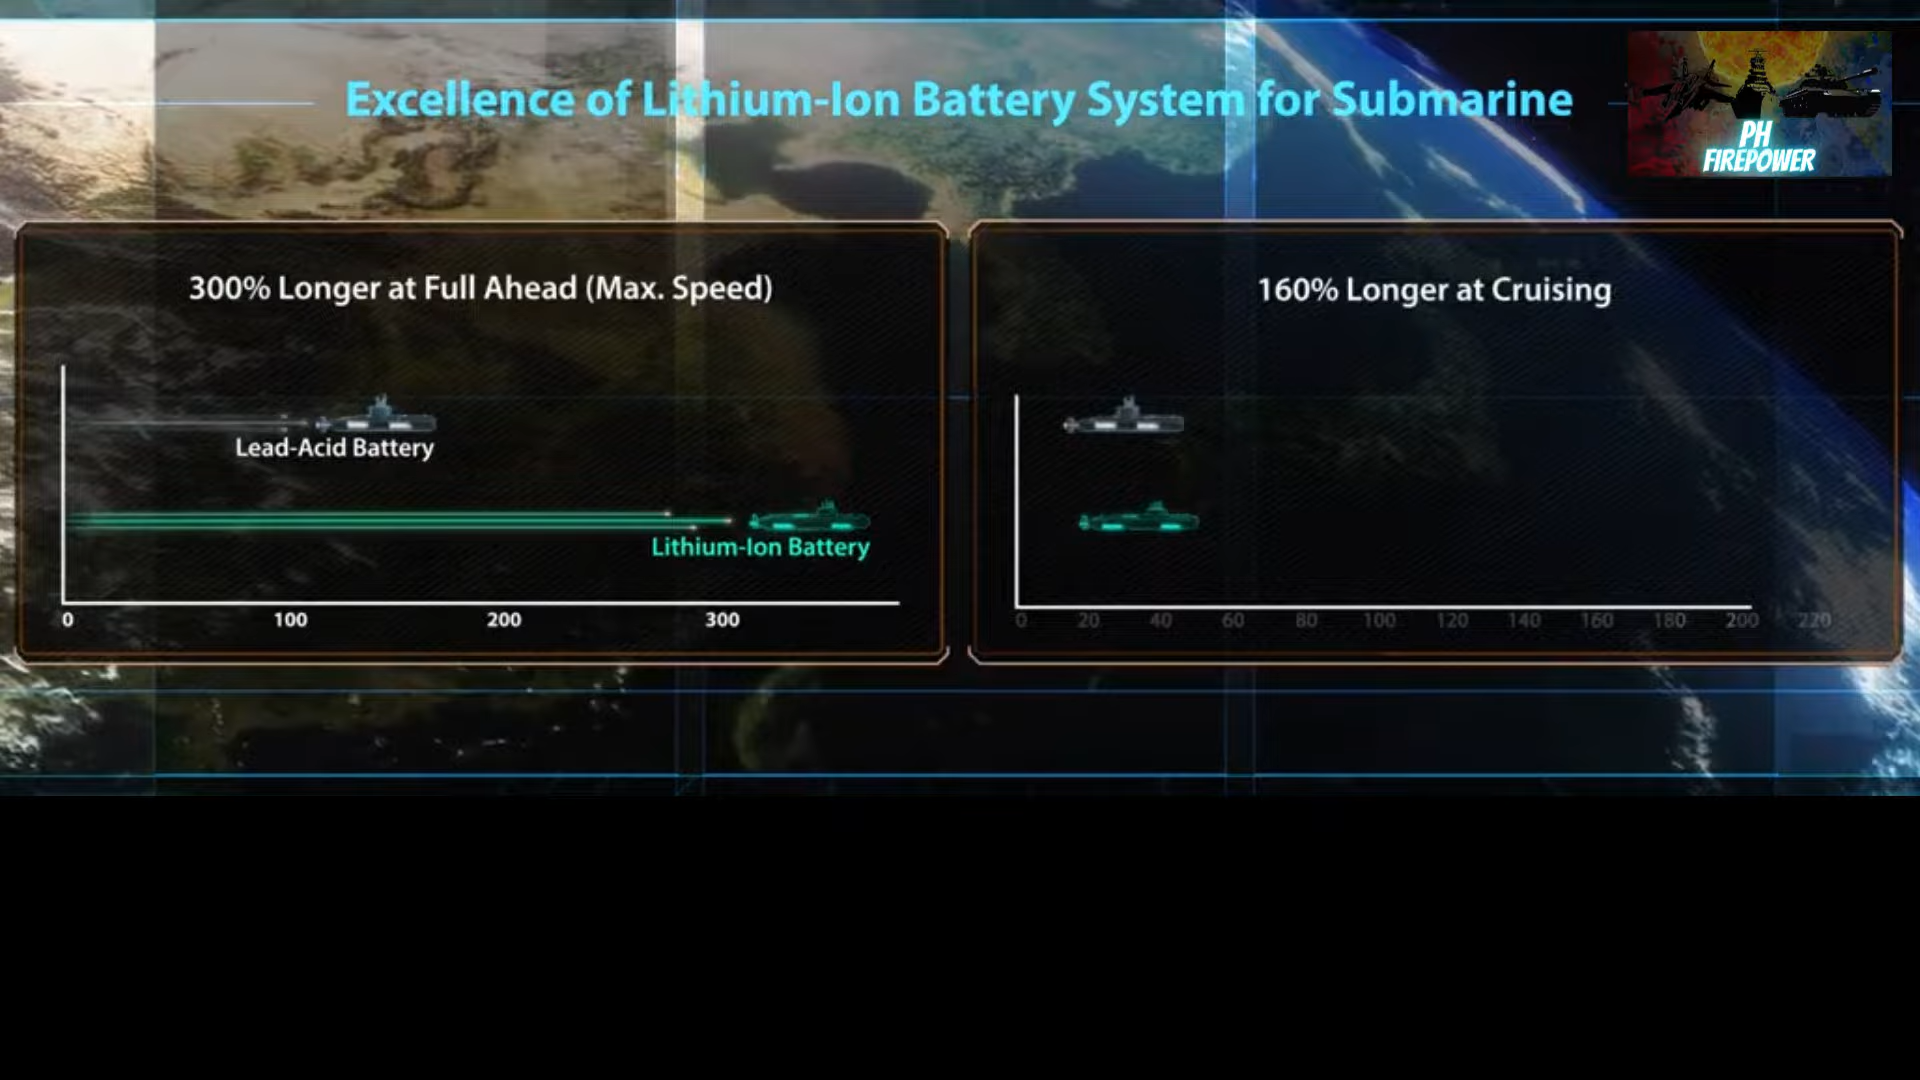 Excellence of Lithium-Ion Battery System for Submarine
PH
FIREPOWER
300% Longer at Full Ahead (Max. Speed)
Lead-Acid Battery
Lithium-Ion Battery
0 100 200 300
160% Longer at Cruising
0 20 40 60 80 100 120 140 160 180 200 220